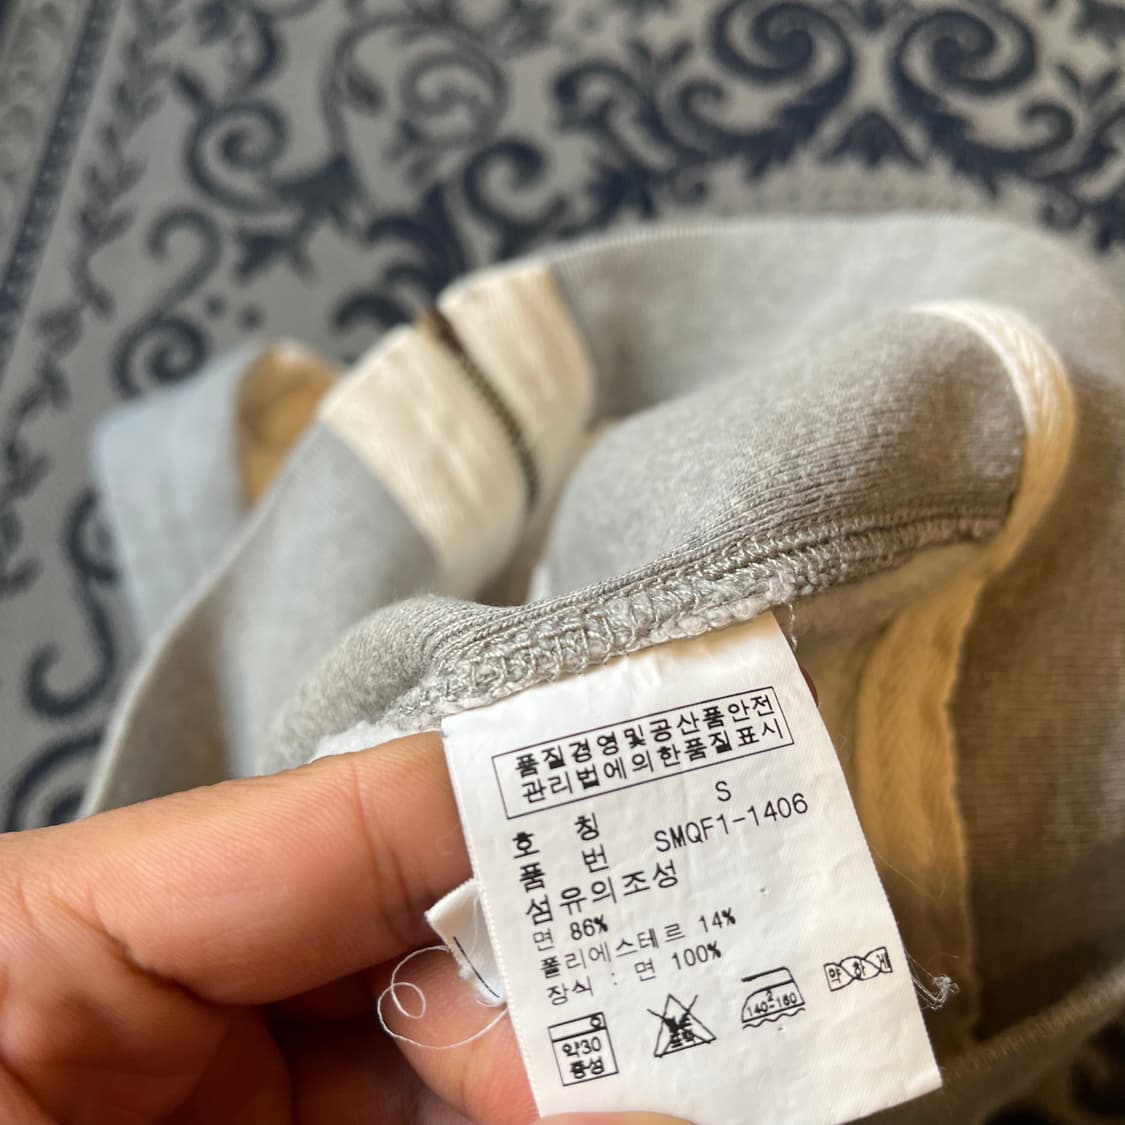 품질경영및공산품안전
관리법에의한품질표시
호 칭 S
품 번 SMQF1-1406
섬유의조성
면 86%
폴리에스테르 14%
장식 : 면 100%
약30
중성
140-160
약하게